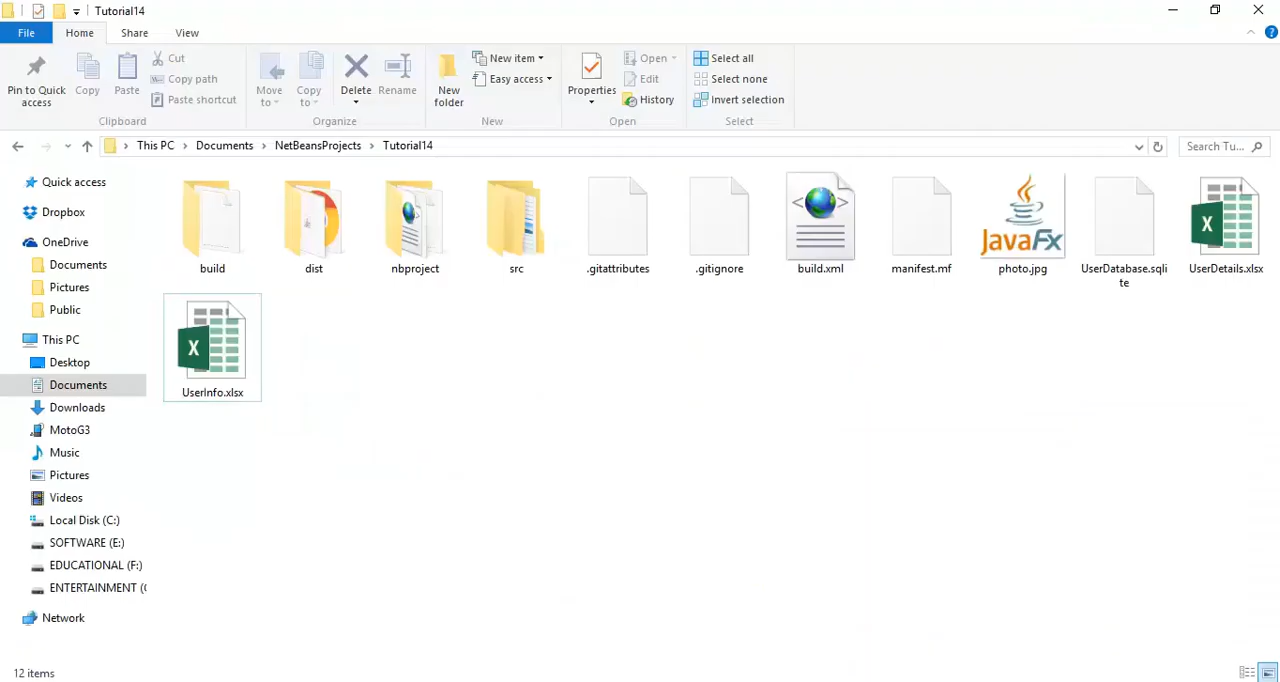 Tutorial14
File
Home
Share
View
Pin to Quick access
Copy
Paste
Cut
Copy path
Paste shortcut
Clipboard
Move to
Copy to
Delete
Rename
Organize
New folder
New item
Easy access
New
Properties
Open
Edit
History
Open
Select all
Select none
Invert selection
Select
This PC
Documents
NetBeansProjects
Tutorial14
Search Tu...
Quick access
Dropbox
OneDrive
Documents
Pictures
Public
This PC
Desktop
Documents
Downloads
MotoG3
Music
Pictures
Videos
Local Disk (C:)
SOFTWARE (E:)
EDUCATIONAL (F:)
ENTERTAINMENT (
Network
build
dist
nbproject
src
.gitattributes
.gitignore
build.xml
manifest.mf
JavaFx
photo.jpg
UserDatabase.sqli
te
X
UserDetails.xlsx
X
UserInfo.xlsx
12 items